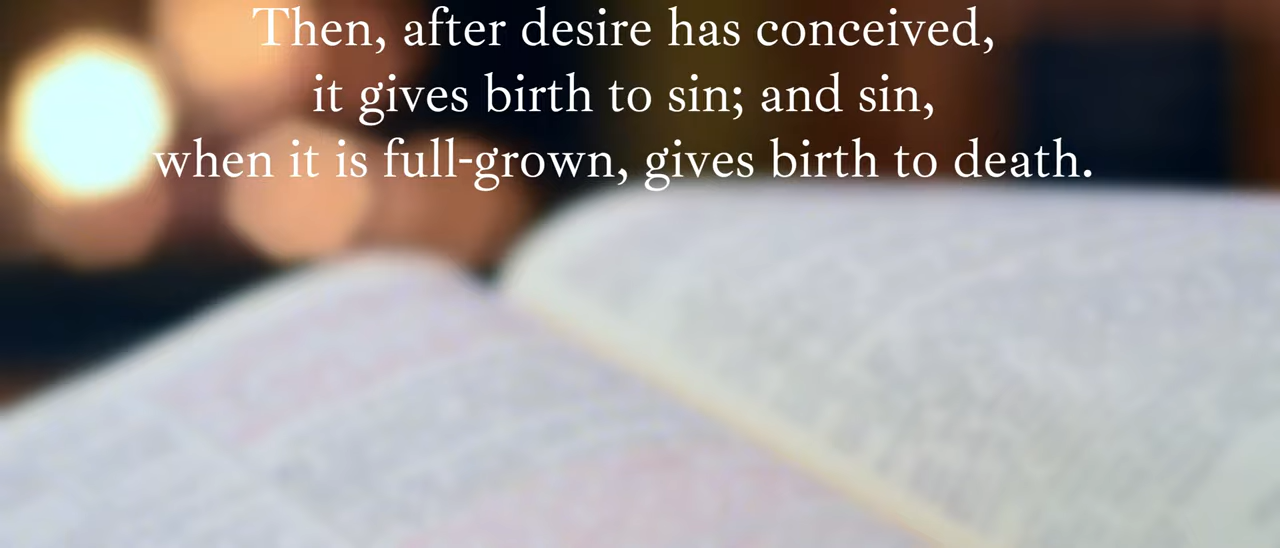 Then, after desire has conceived,
it gives birth to sin; and sin,
when it is full-grown, gives birth to death.